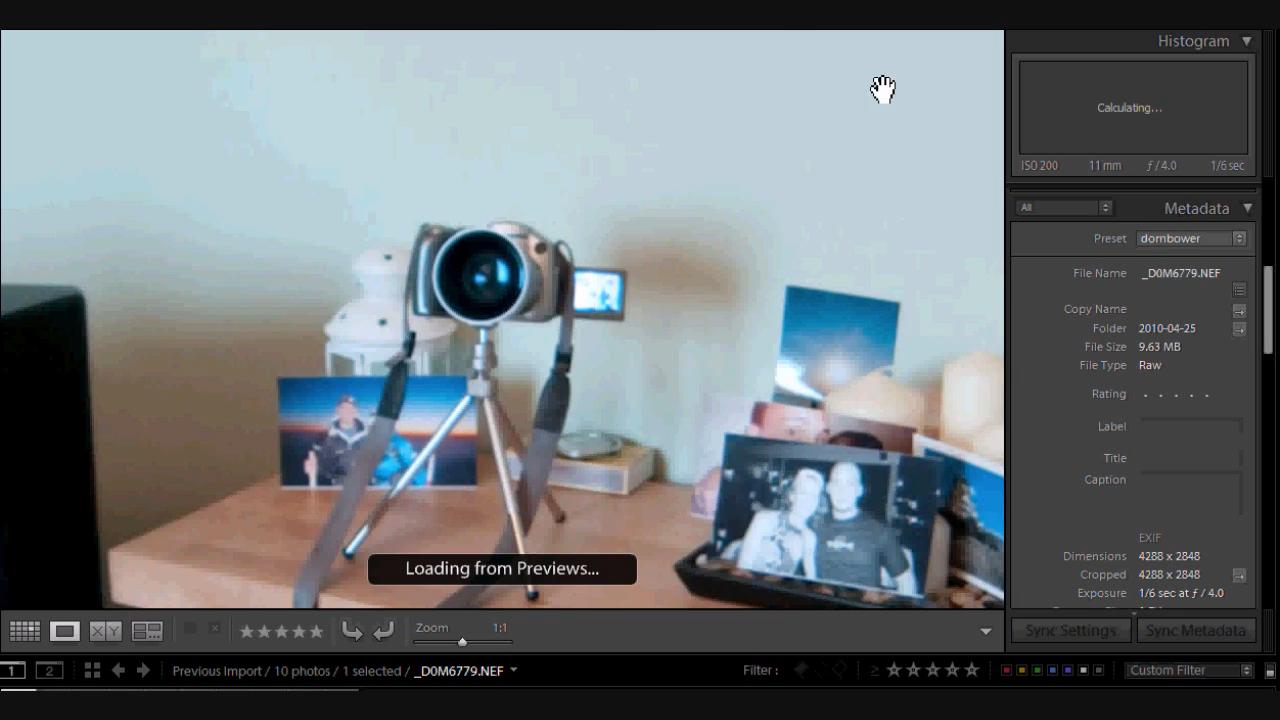 Histogram
Calculating...
ISO 200 11 mm ƒ / 4.0 1/6 sec
All Metadata
Preset dombower
File Name _D0M6779.NEF
Copy Name
Folder 2010-04-25
File Size 9.63 MB
File Type Raw
Rating
Label
Title
Caption
EXIF
Dimensions 4288 x 2848
Cropped 4288 x 2848
Exposure 1/6 sec at ƒ / 4.0
Loading from Previews...
X Y Zoom 1:1
Sync Settings Sync Metadata
1 2 Previous Import / 10 photos / 1 selected / _D0M6779.NEF Filter : ≥ Custom Filter